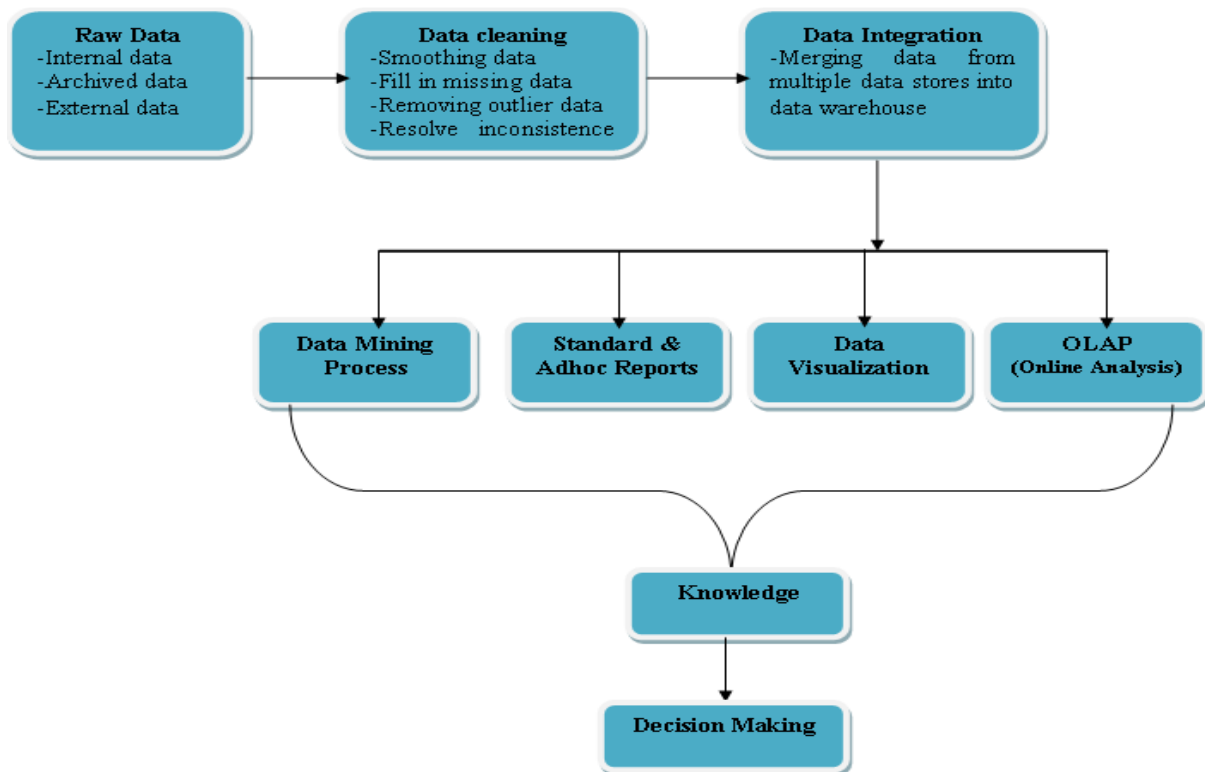 Raw Data
-Internal data
-Archived data
-External data
Data cleaning
-Smoothing data
-Fill in missing data
-Removing outlier data
-Resolve inconsistence
Data Integration
-Merging data from
multiple data stores into
data warehouse
Data Mining
Process
Standard &
Adhoc Reports
Data
Visualization
OLAP
(Online Analysis)
Knowledge
Decision Making